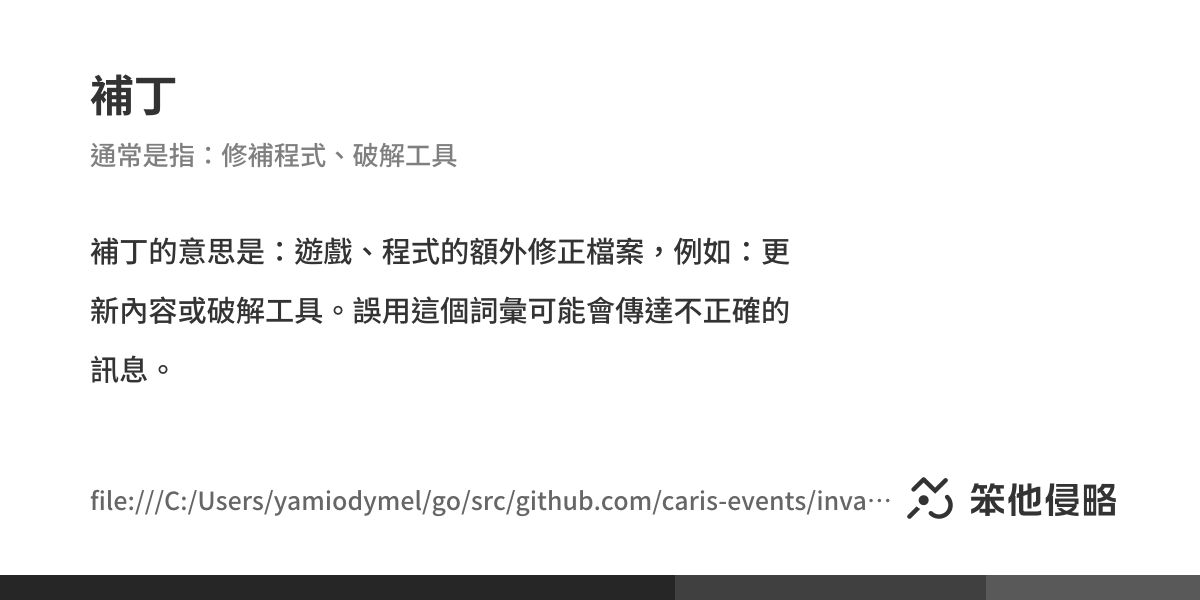 補丁
通常是指：修補程式、破解工具
補丁的意思是：遊戲、程式的額外修正檔案，例如：更
新內容或破解工具。誤用這個詞彙可能會傳達不正確的
訊息。
file:///C:/Users/yamiodymel/go/src/github.com/caris-events/inva…
笨他侵略